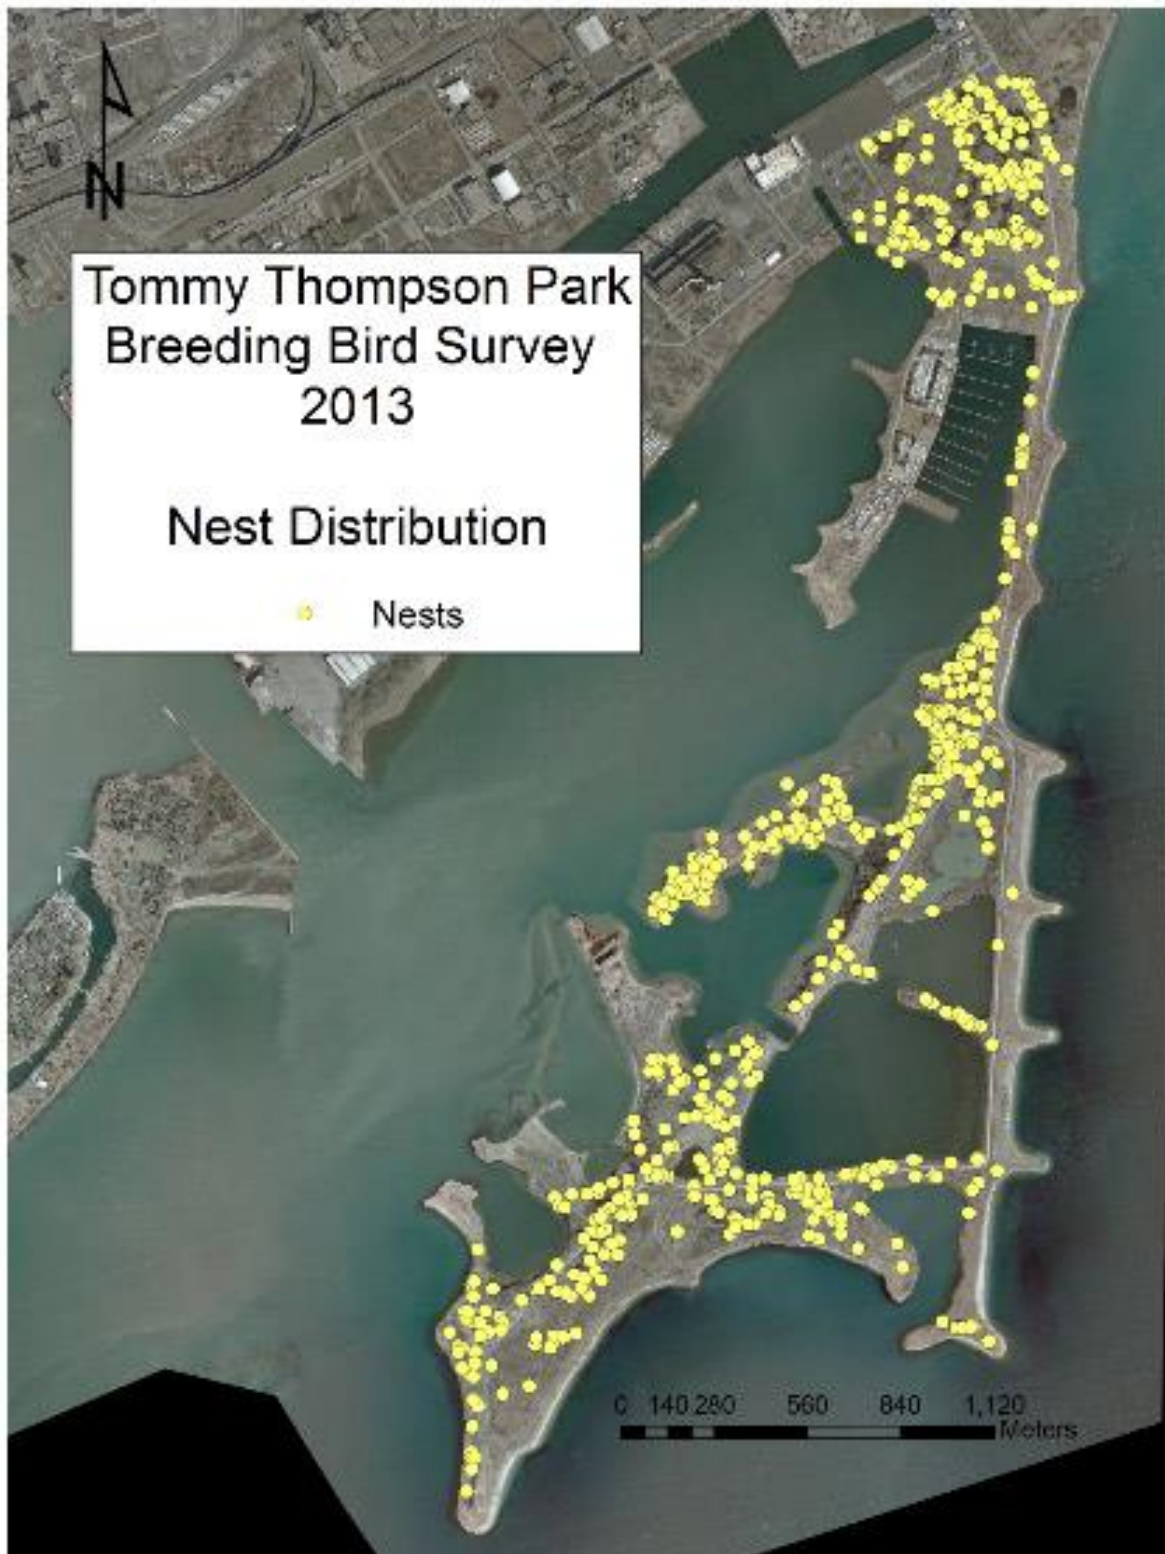 N
Tommy Thompson Park
Breeding Bird Survey
2013
Nest Distribution
Nests
0 140 280 560 840 1,120
Meters